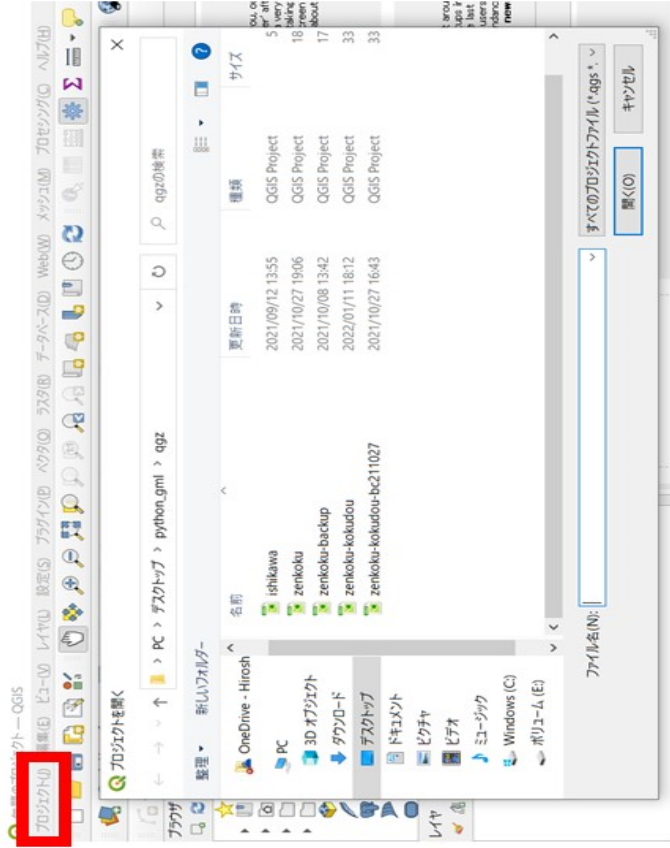 無題のプロジェクト — QGIS
プロジェクト(J) 編集(E) ビュー(V) レイヤ(L) 設定(S) プラグイン(P) ベクタ(O) ラスタ(R) データベース(D) Web(W) メッシュ(M) プロセシング(C) ヘルプ(H)
ブラウザ
レイヤ
プロジェクトを開く
> PC > デスクトップ > python_gml > qgz
qgzの検索
整理 新しいフォルダー
OneDrive - Hirosh
PC
3D オブジェクト
ダウンロード
デスクトップ
ドキュメント
ピクチャ
ビデオ
ミュージック
Windows (C:)
ボリューム (E:)
名前 更新日時 種類 サイズ
ishikawa 2021/09/12 13:55 QGIS Project 5
zenkoku 2021/10/27 19:06 QGIS Project 18
zenkoku-backup 2021/10/08 13:42 QGIS Project 17
zenkoku-kokudou 2022/01/11 18:12 QGIS Project 33
zenkoku-kokudou-bc211027 2021/10/27 16:43 QGIS Project 33
ファイル名(N):
すべてのプロジェクトファイル (*.qgs *.
開く(O)
キャンセル